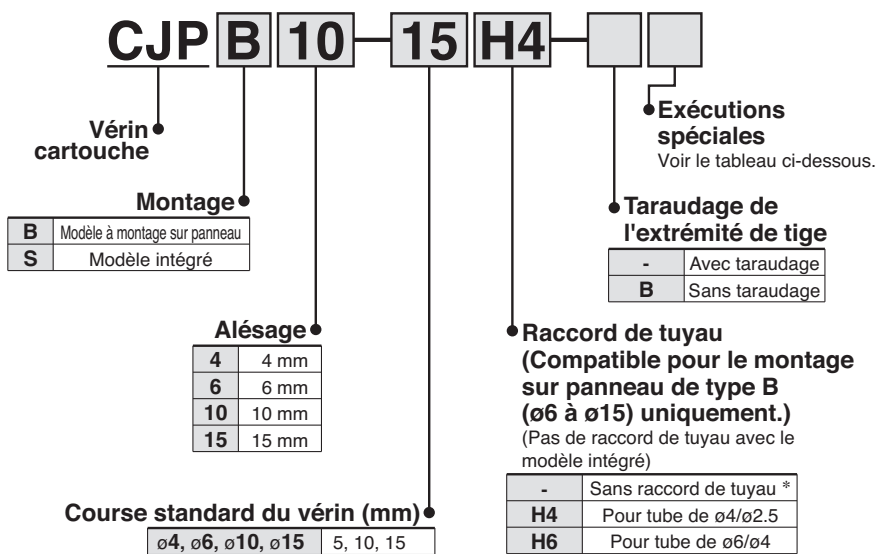 CJP B 10 — 15 H4 —
Vérin
cartouche
Exécutions
spéciales
Voir le tableau ci-dessous.
Montage
B Modèle à montage sur panneau
S Modèle intégré
Taraudage de
l'extrémité de tige
- Avec taraudage
B Sans taraudage
Alésage
4 4 mm
6 6 mm
10 10 mm
15 15 mm
Raccord de tuyau
(Compatible pour le montage
sur panneau de type B
(ø6 à ø15) uniquement.)
(Pas de raccord de tuyau avec le
modèle intégré)
- Sans raccord de tuyau *
H4 Pour tube de ø4/ø2.5
H6 Pour tube de ø6/ø4
Course standard du vérin (mm)
ø4, ø6, ø10, ø15 5, 10, 15